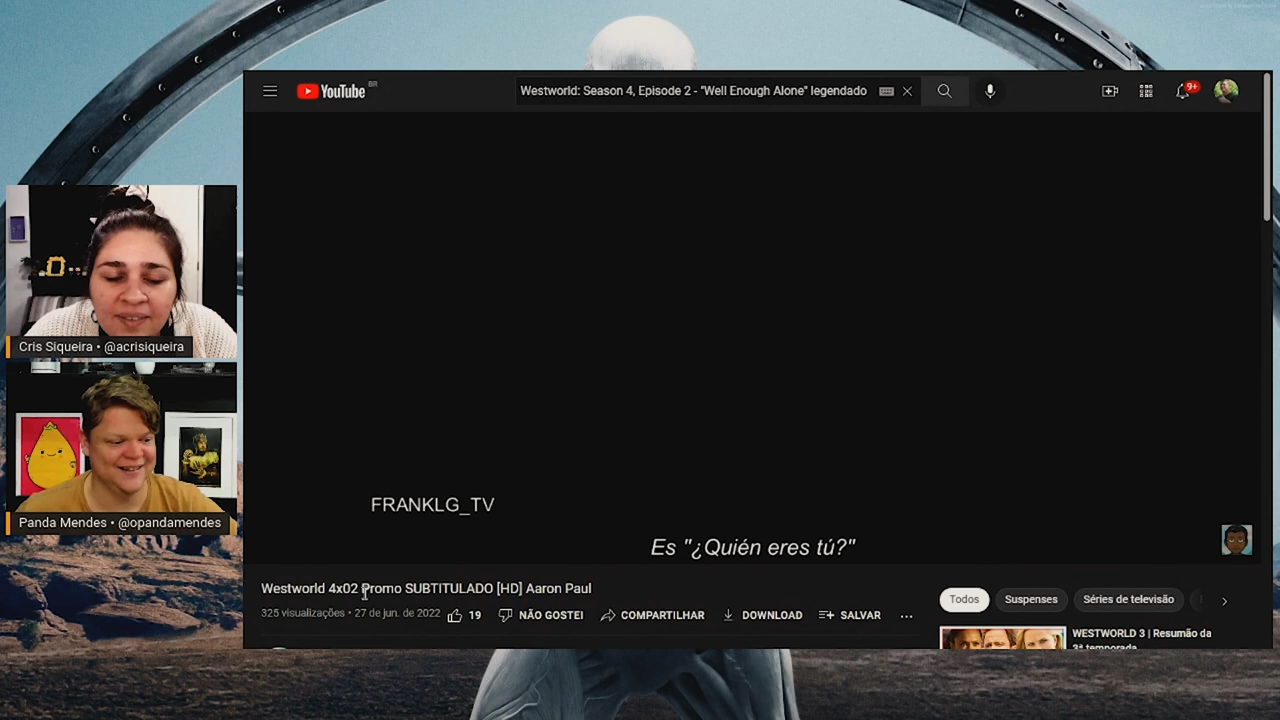 YouTube BR
Westworld: Season 4, Episode 2 - "Well Enough Alone" legendado
9+
Cris Siqueira • @acrisiqueira
Panda Mendes • @opandamendes
FRANKLG_TV
Es "¿Quién eres tú?"
Westworld 4x02 Promo SUBTITULADO [HD] Aaron Paul
325 visualizações • 27 de jun. de 2022
19
NÃO GOSTEI
COMPARTILHAR
DOWNLOAD
SALVAR
Todos
Suspenses
Séries de televisão
WESTWORLD 3 | Resumão da
3ª temporada